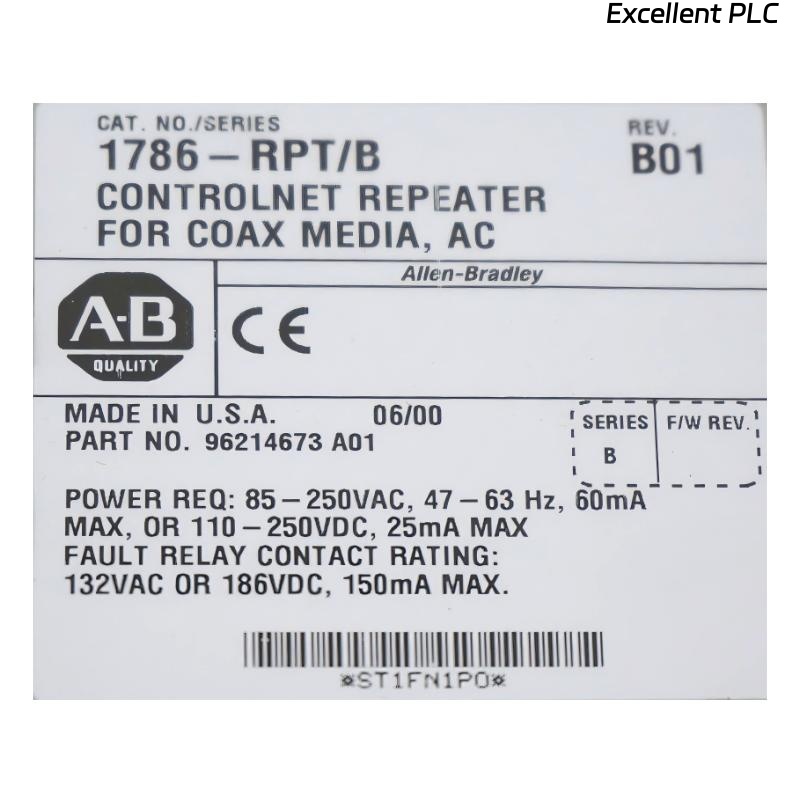 Excellent PLC
CAT. NO./SERIES
1786-RPT/B
REV.
B01
CONTROLNET REPEATER
FOR COAX MEDIA, AC
Allen-Bradley
A-B
QUALITY
CE
MADE IN U.S.A. 06/00
PART NO. 96214673 A01
SERIES F/W REV.
B
POWER REQ: 85-250VAC, 47-63 Hz, 60mA
MAX, OR 110-250VDC, 25mA MAX
FAULT RELAY CONTACT RATING:
132VAC OR 186VDC, 150mA MAX.
*ST1FN1P0*